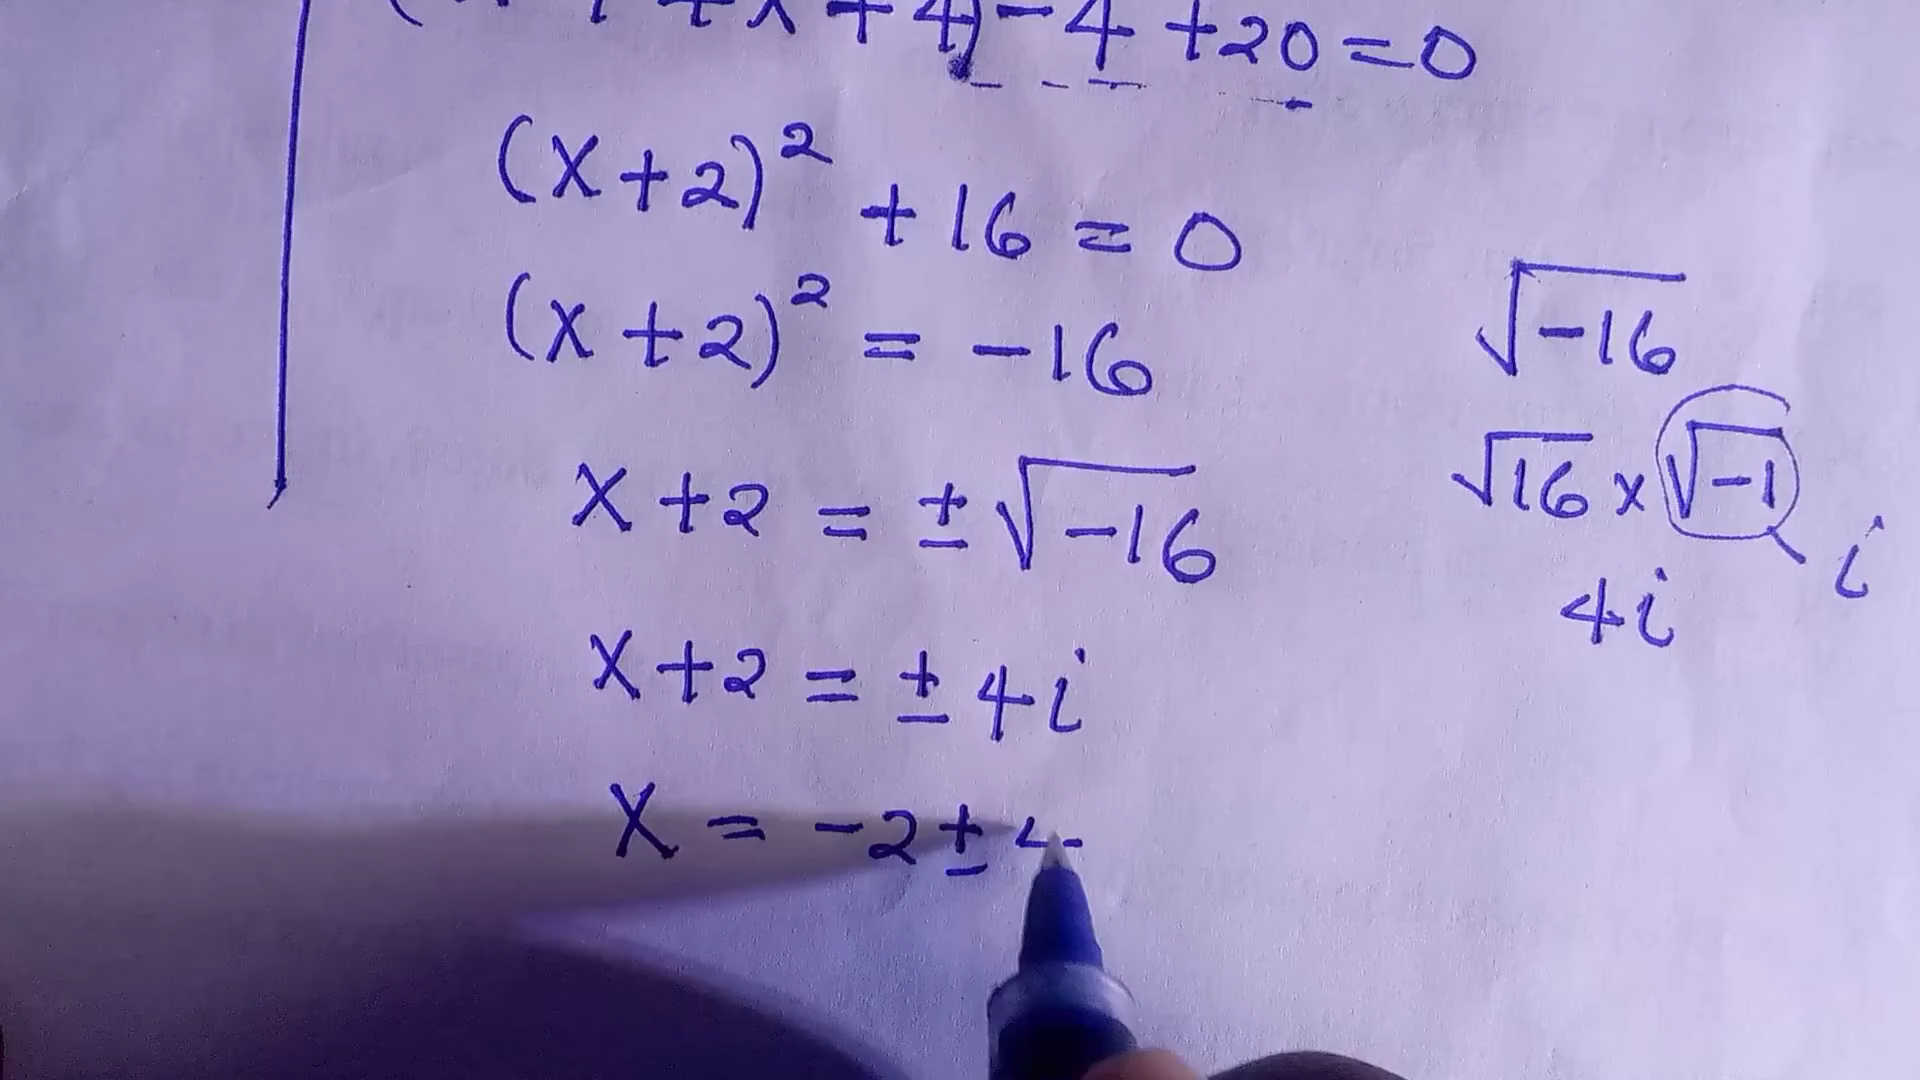 + 4) - 4 + 20 = 0
(x + 2)² + 16 = 0
(x + 2)² = -16
x + 2 = ± √-16
x + 2 = ± 4i
x = -2 ± 4
√-16
√16 x √-1
i
4i